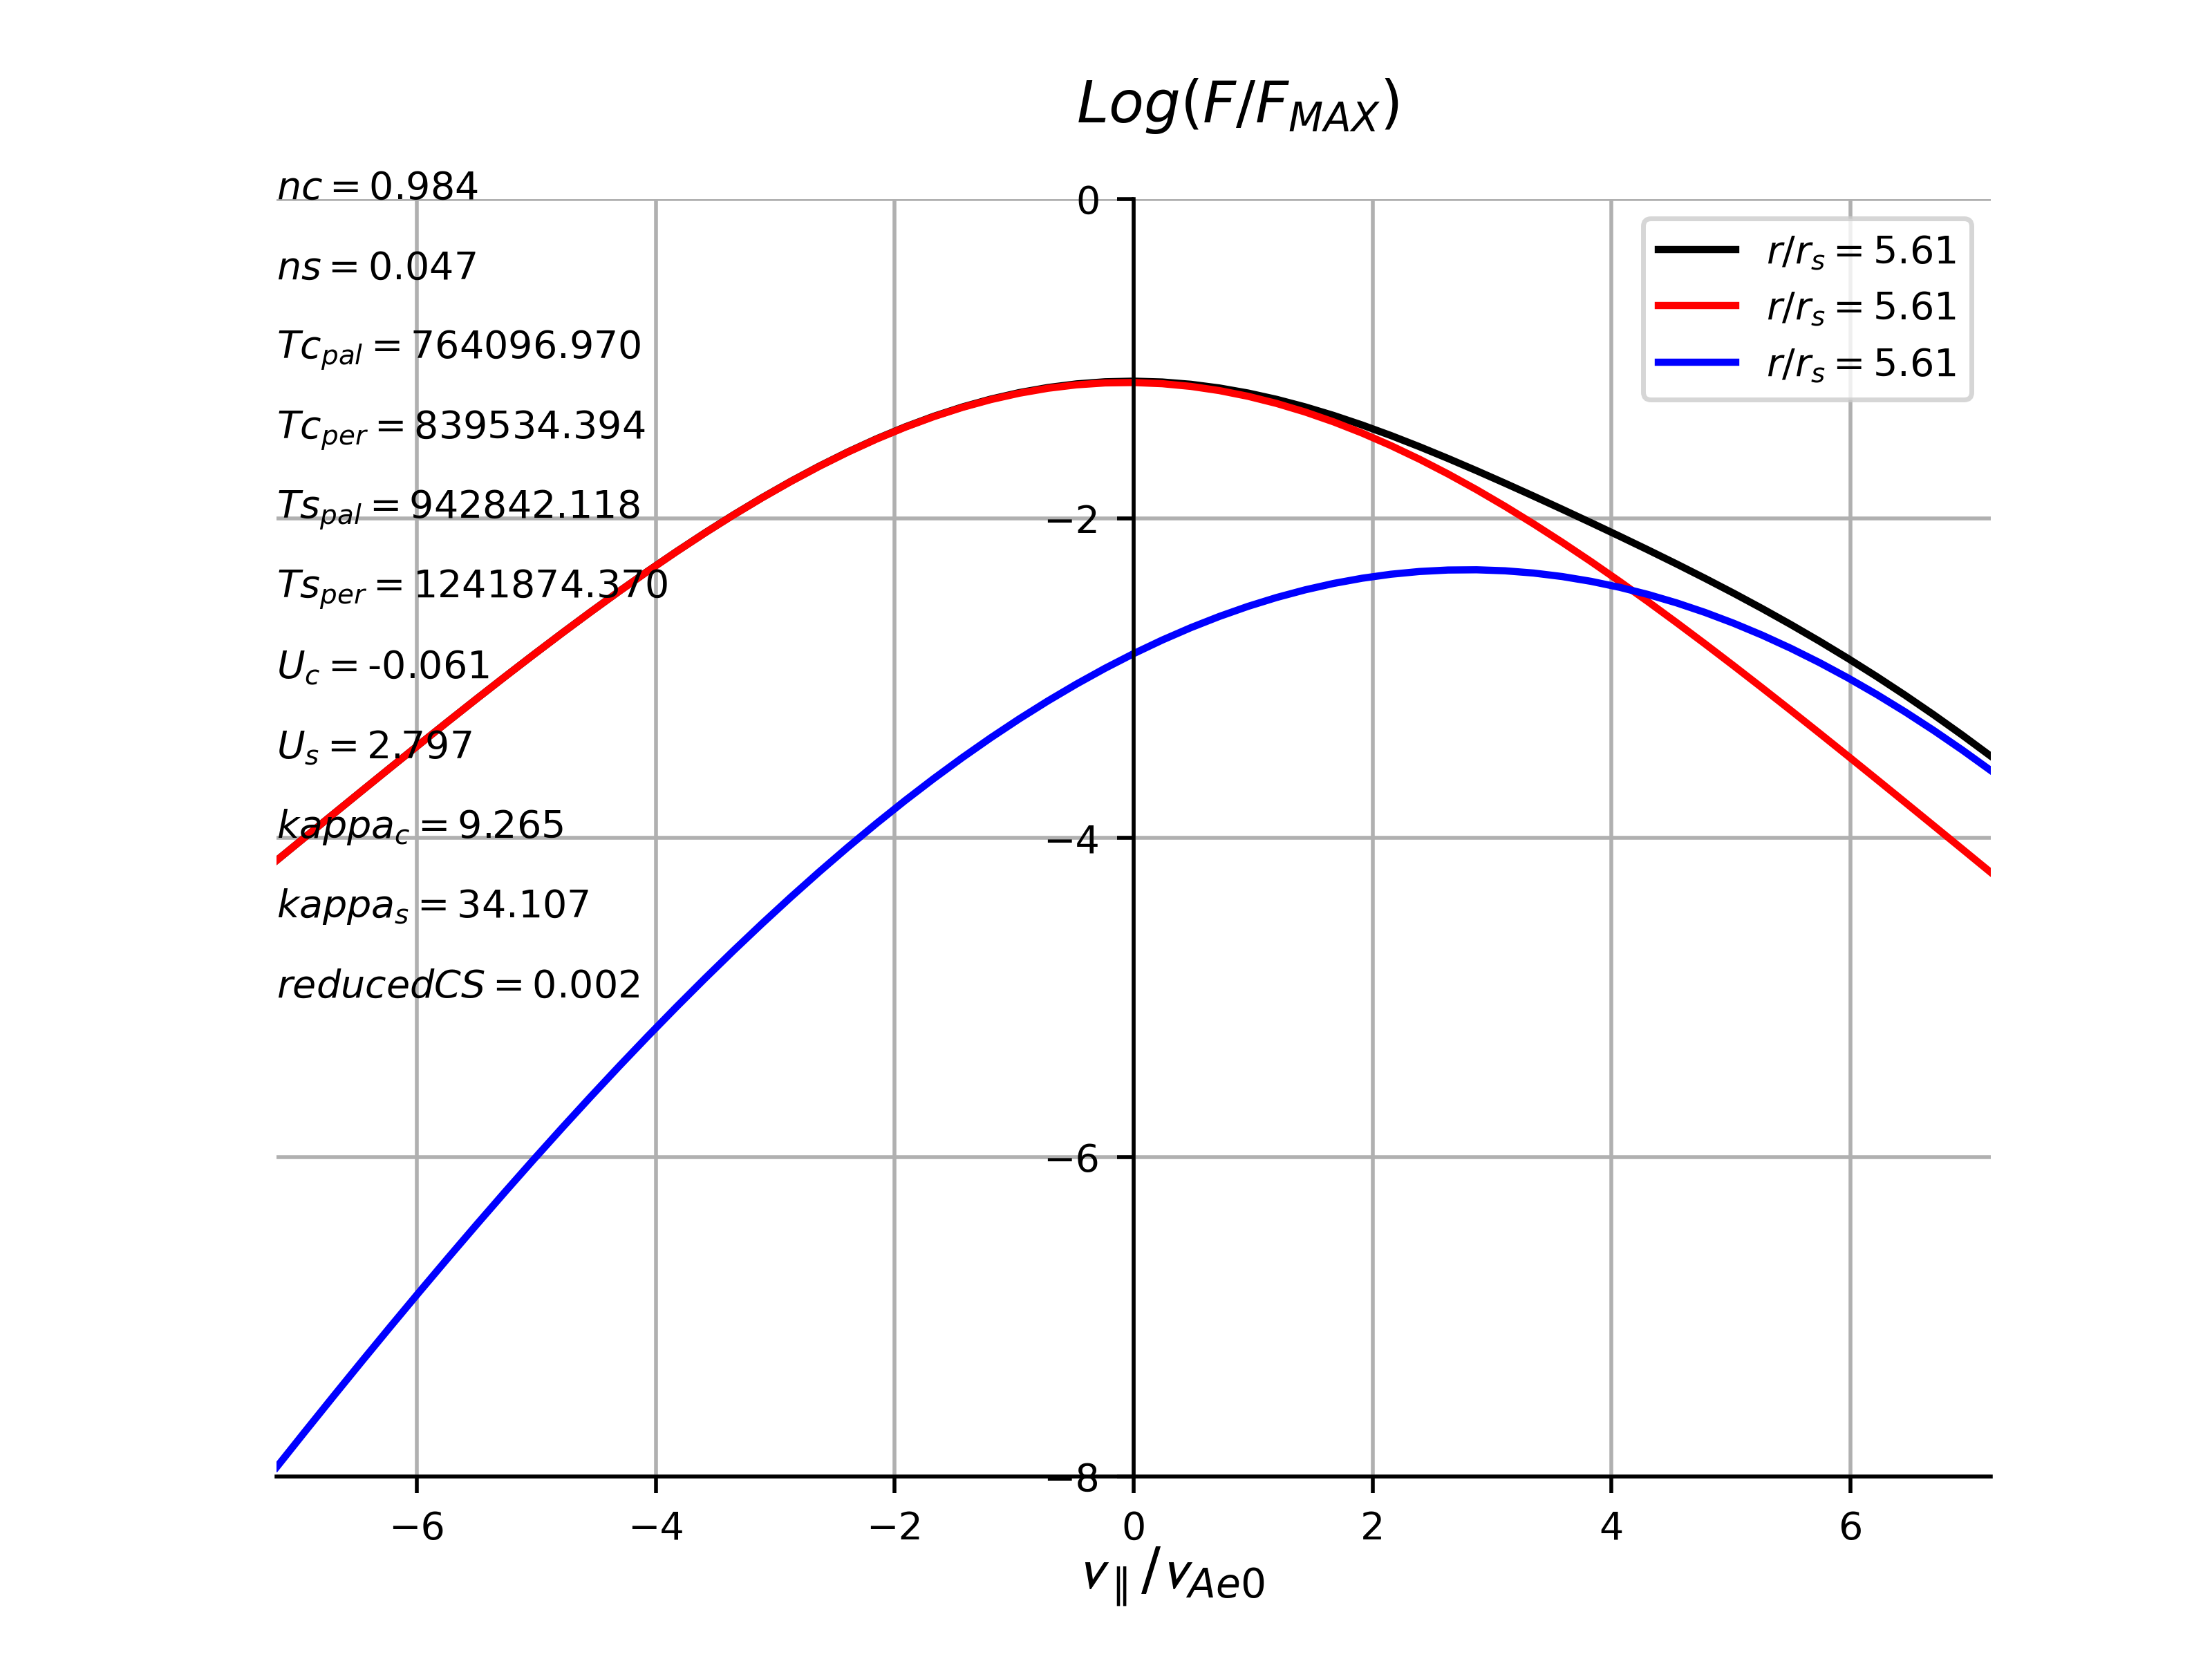 Log(F/F_MAX)
nc = 0.984
ns = 0.047
Tc_pal = 764096.970
Tc_per = 839534.394
Ts_pal = 942842.118
Ts_per = 1241874.370
U_c = -0.061
U_s = 2.797
kappa_c = 9.265
kappa_s = 34.107
reducedCS = 0.002
0
−2
−4
−6
−8
r/r_s = 5.61
r/r_s = 5.61
r/r_s = 5.61
−6 −4 −2 0 2 4 6
v_∥/v_Ae0